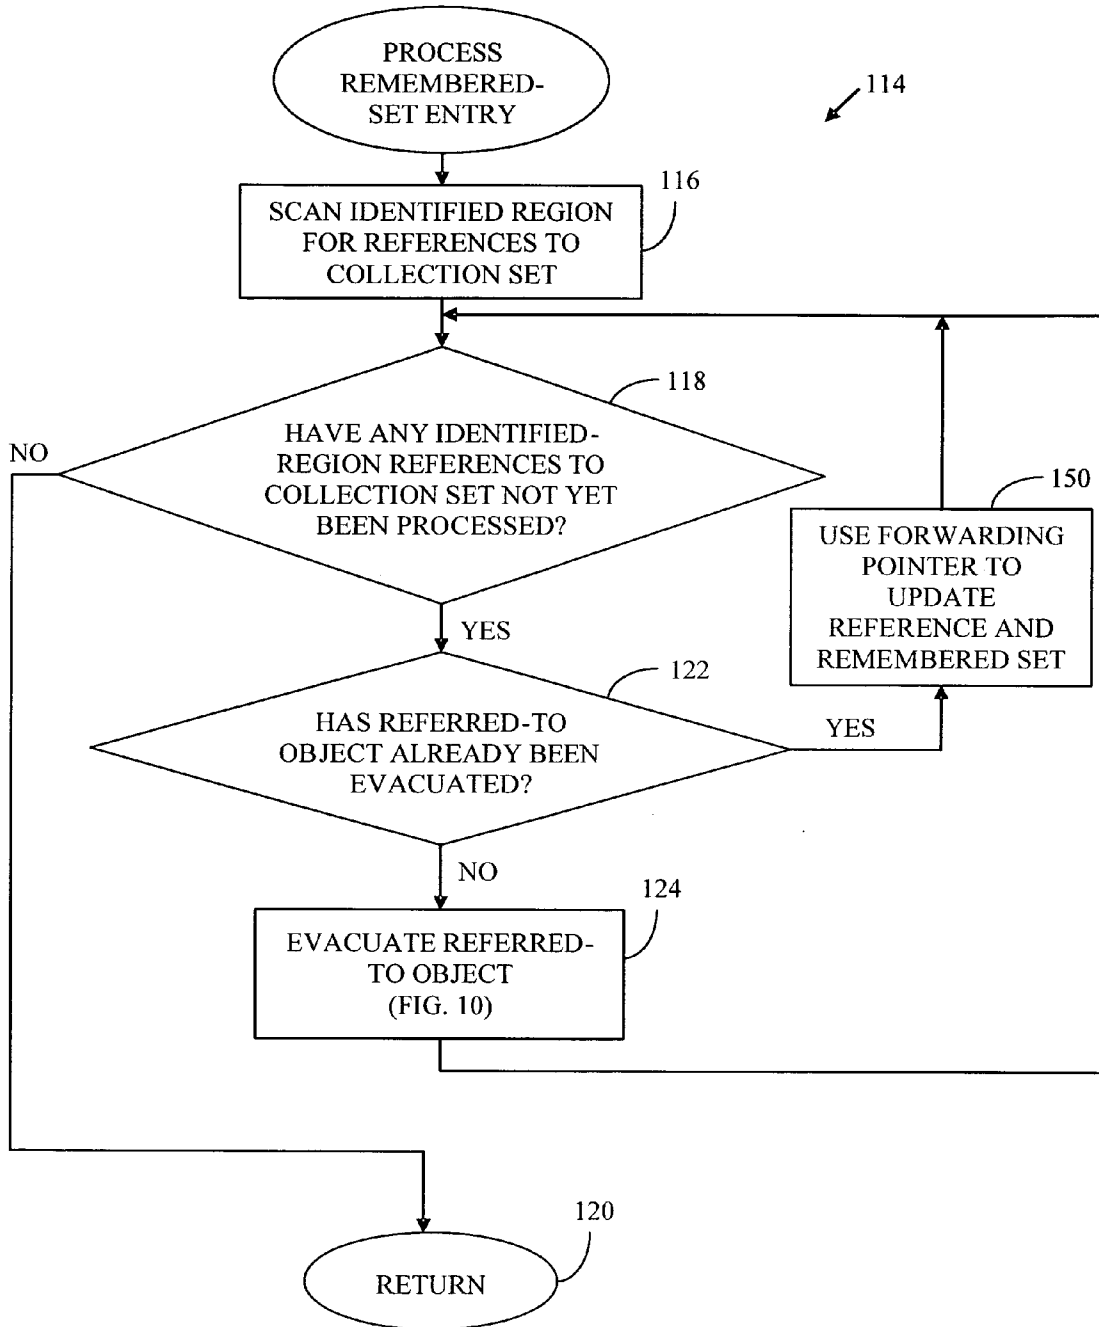 PROCESS
REMEMBERED-
SET ENTRY
114
116
SCAN IDENTIFIED REGION
FOR REFERENCES TO
COLLECTION SET
118
NO
HAVE ANY IDENTIFIED-
REGION REFERENCES TO
COLLECTION SET NOT YET
BEEN PROCESSED?
150
USE FORWARDING
POINTER TO
UPDATE
REFERENCE AND
REMEMBERED SET
YES
122
HAS REFERRED-TO
OBJECT ALREADY BEEN
EVACUATED?
YES
NO
124
EVACUATE REFERRED-
TO OBJECT
(FIG. 10)
120
RETURN